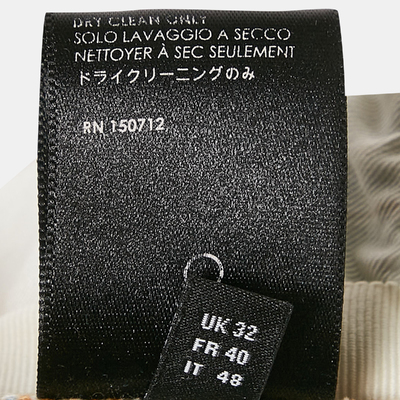 DRY CLEAN ONLY
SOLO LAVAGGIO A SECCO
NETTOYER À SEC SEULEMENT
ドライクリーニングのみ
RN 150712
UK 32
FR 40
IT 48